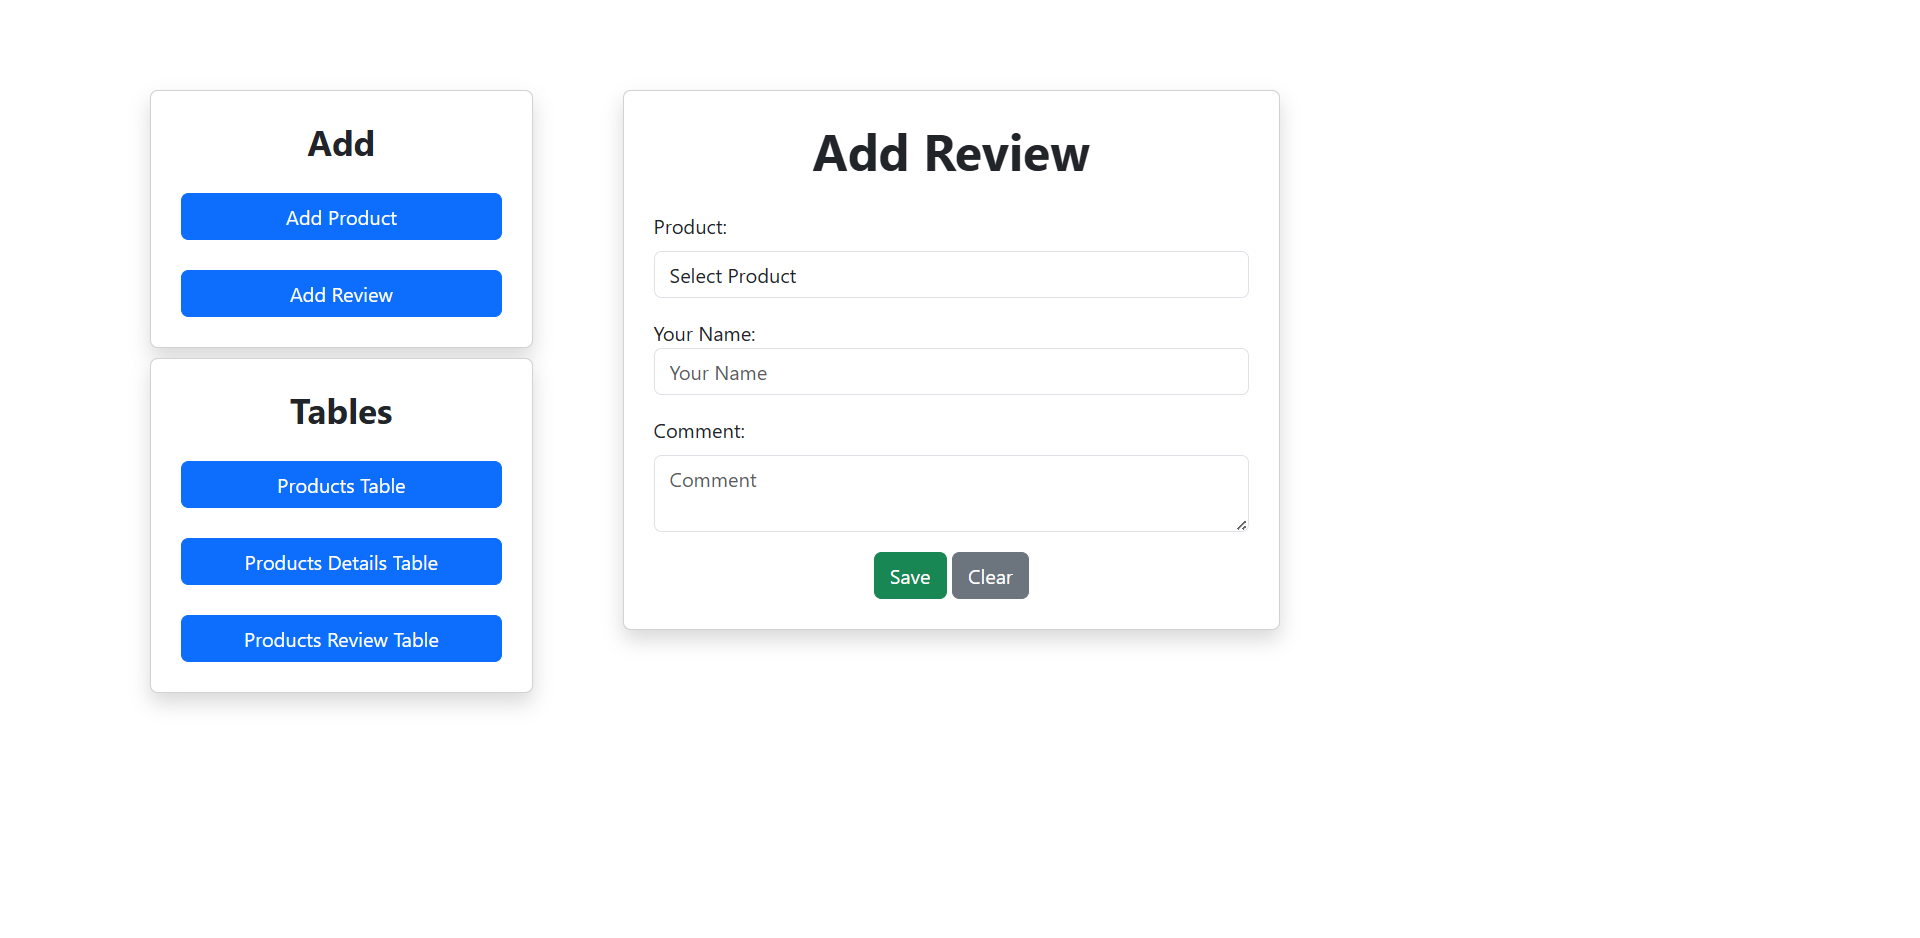 Add
Add Product
Add Review
Tables
Products Table
Products Details Table
Products Review Table
Add Review
Product:
Select Product
Your Name:
Your Name
Comment:
Comment
Save Clear